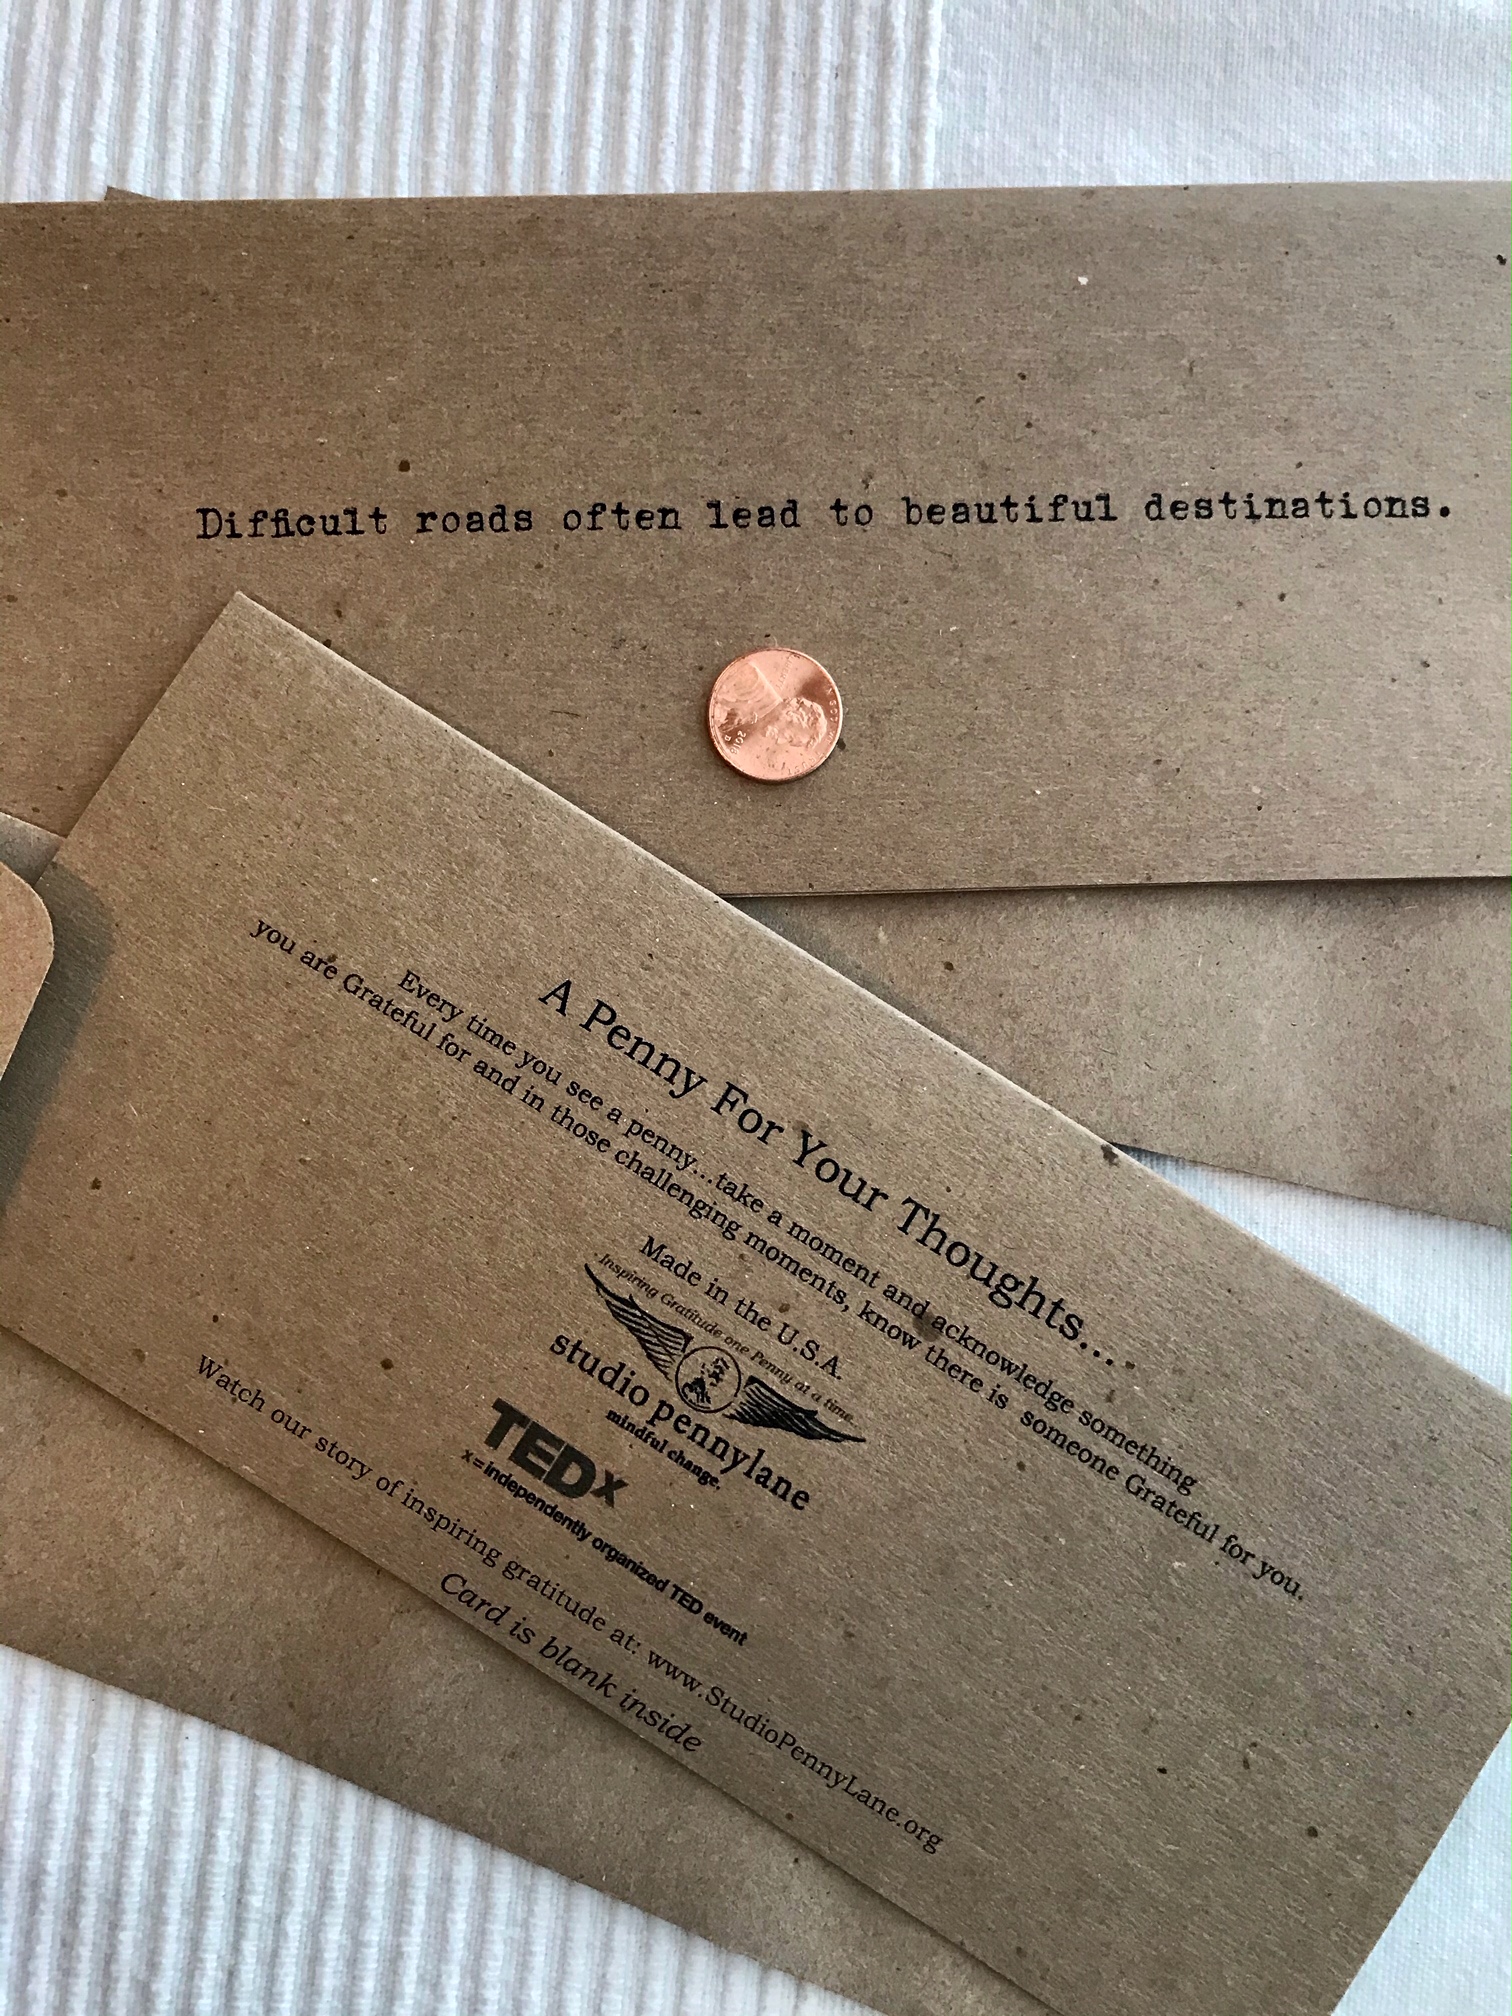 Difficult roads often lead to beautiful destinations.
2016
D
A Penny For Your Thoughts....
Every time you see a penny...take a moment and acknowledge something
you are Grateful for and in those challenging moments, know there is someone Grateful for you.
Made in the U.S.A.
Inspiring Gratitude one Penny at a time...
studio pennylane
mindful change.
TEDx
x = independently organized TED event
Watch our story of inspiring gratitude at: www.StudioPennyLane.org
Card is blank inside